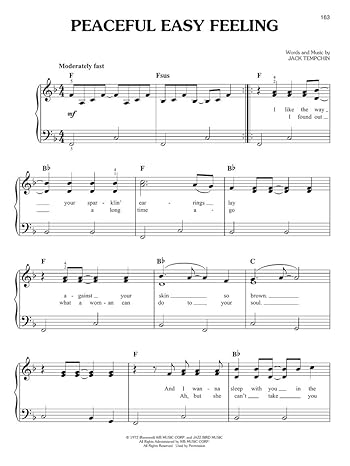 PEACEFUL EASY FEELING
163
Words and Music by
JACK TEMPCHIN
Moderately fast
F Fsus F
mf
I like the way
I found out
B♭ F B♭ F
your spar - klin' ear - rings lay
a long time a - go
F B♭ F B♭ C
a - gainst your skin so brown.
what a wom - an can do to your soul.
F B♭ F B♭
And I wan - na sleep with you in the
Ah, but she can't take you
© 1972 (Renewed) WB MUSIC CORP. and JAZZ BIRD MUSIC
All Rights Administered by WB MUSIC CORP.
All Rights Reserved Used by Permission